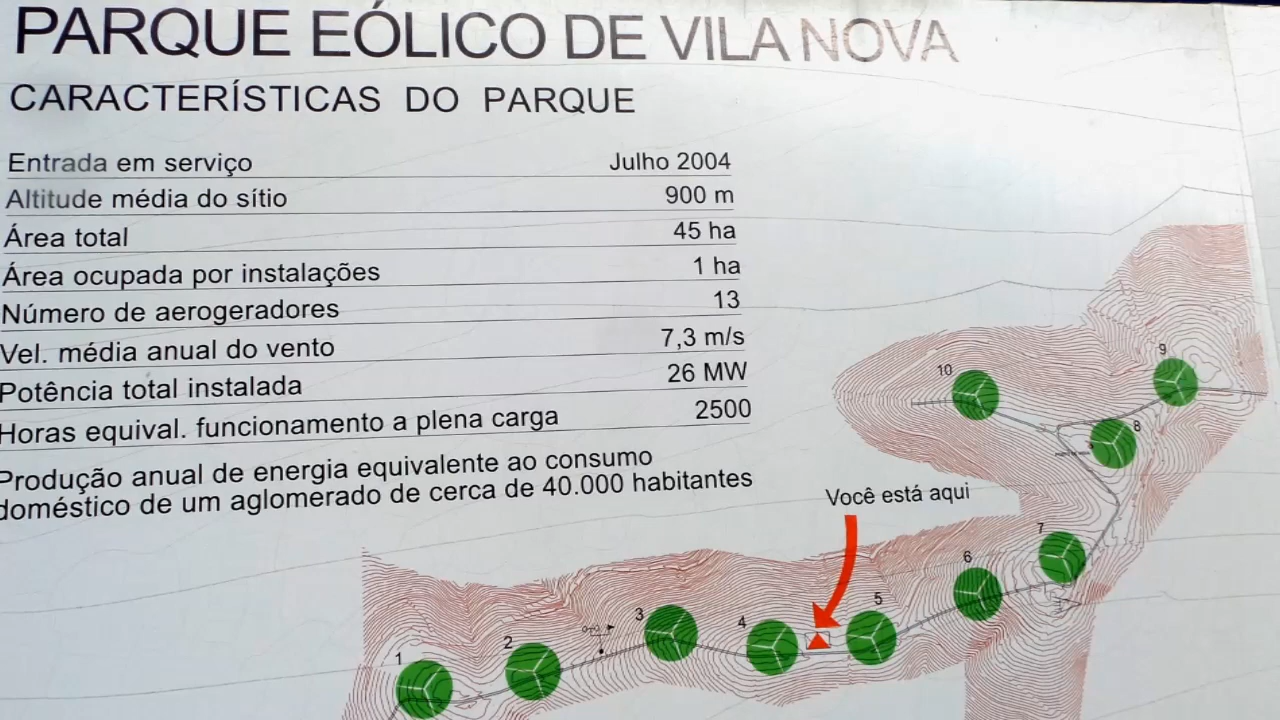 PARQUE EÓLICO DE VILA NOVA
CARACTERÍSTICAS DO PARQUE
Entrada em serviço Julho 2004
Altitude média do sítio 900 m
Área total 45 ha
Área ocupada por instalações 1 ha
Número de aerogeradores 13
Vel. média anual do vento 7,3 m/s
Potência total instalada 26 MW
Horas equival. funcionamento a plena carga 2500
Produção anual de energia equivalente ao consumo
doméstico de um aglomerado de cerca de 40.000 habitantes
Você está aqui
10
9
8
7
6
5
4
3
2
1